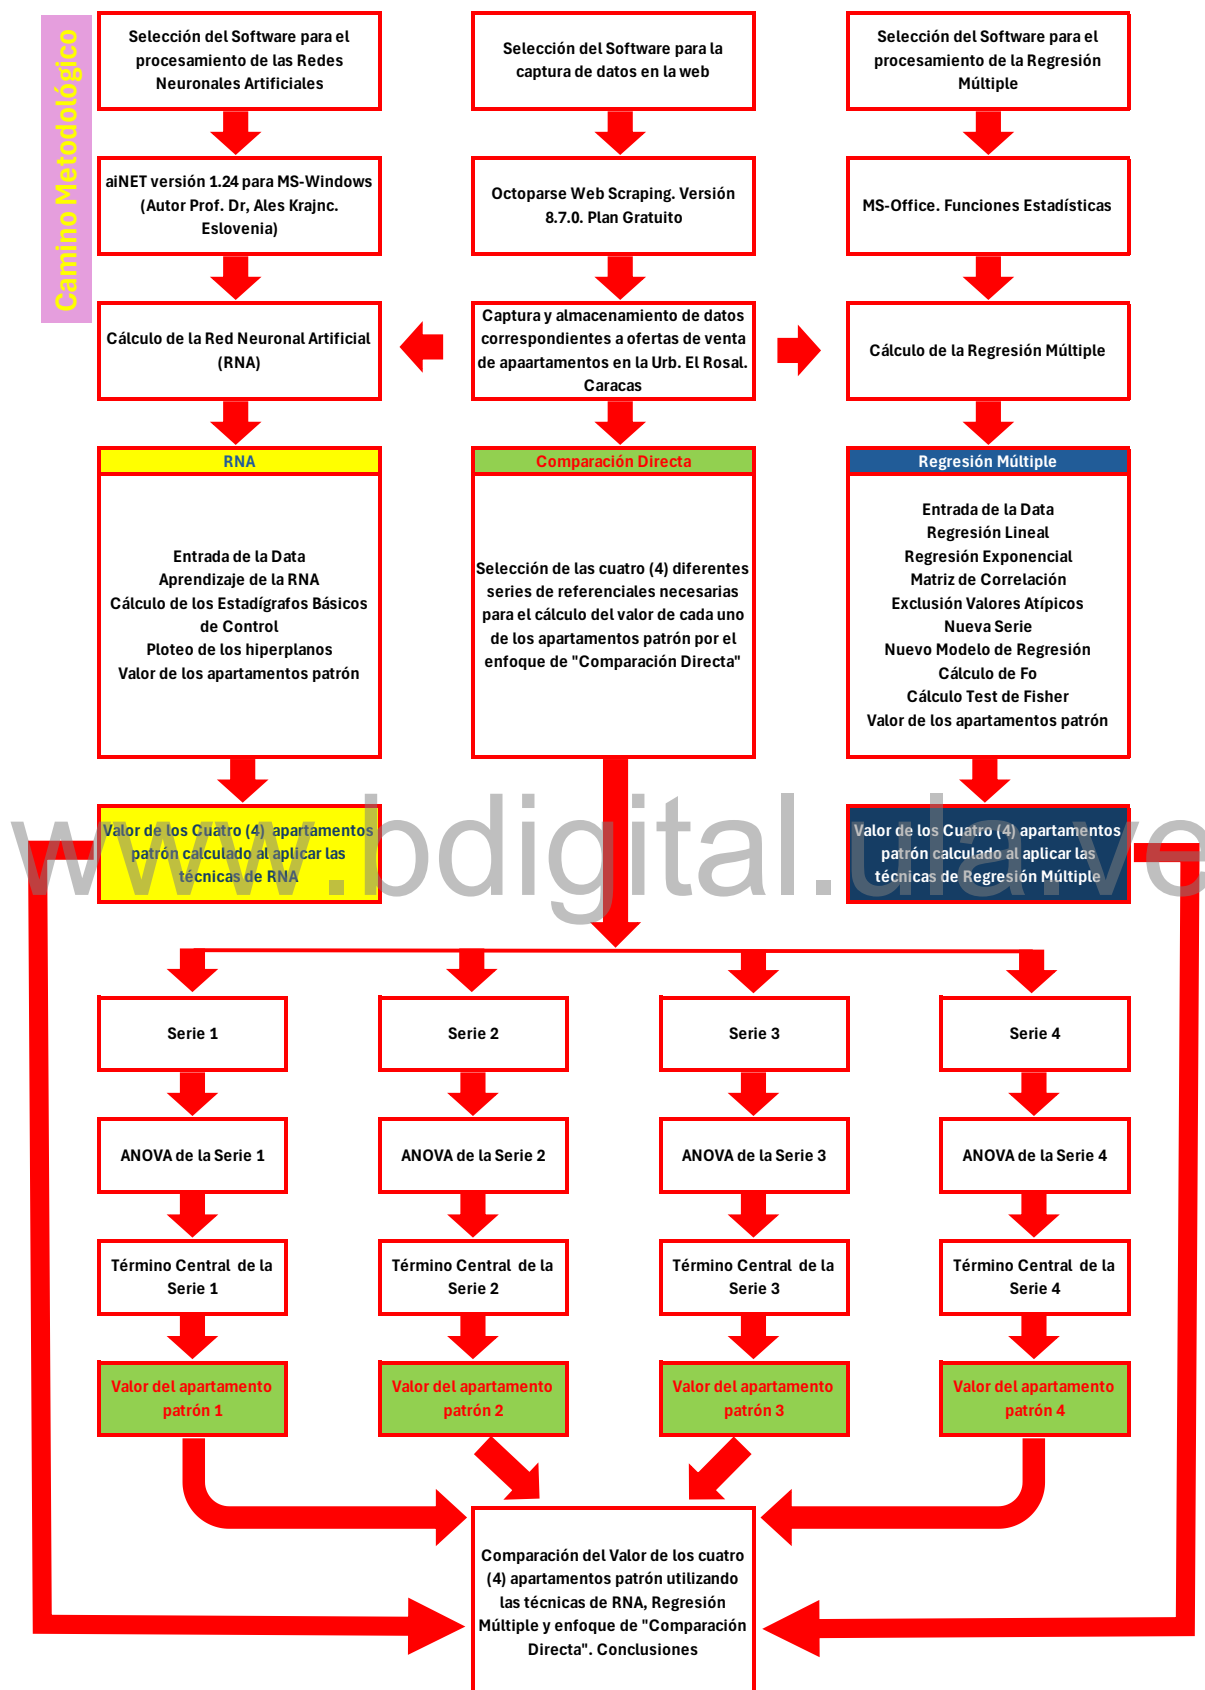 Camino Metodológico
Selección del Software para el
procesamiento de las Redes
Neuronales Artificiales
Selección del Software para la
captura de datos en la web
Selección del Software para el
procesamiento de la Regresión
Múltiple
aiNET versión 1.24 para MS-Windows
(Autor Prof. Dr, Ales Krajnc.
Eslovenia)
Octoparse Web Scraping. Versión
8.7.0. Plan Gratuito
MS-Office. Funciones Estadísticas
Cálculo de la Red Neuronal Artificial
(RNA)
Captura y almacenamiento de datos
correspondientes a ofertas de venta
de apaartamentos en la Urb. El Rosal.
Caracas
Cálculo de la Regresión Múltiple
RNA
Entrada de la Data
Aprendizaje de la RNA
Cálculo de los Estadígrafos Básicos
de Control
Ploteo de los hiperplanos
Valor de los apartamentos patrón
Comparación Directa
Selección de las cuatro (4) diferentes
series de referenciales necesarias
para el cálculo del valor de cada uno
de los apartamentos patrón por el
enfoque de "Comparación Directa"
Regresión Múltiple
Entrada de la Data
Regresión Lineal
Regresión Exponencial
Matriz de Correlación
Exclusión Valores Atípicos
Nueva Serie
Nuevo Modelo de Regresión
Cálculo de Fo
Cálculo Test de Fisher
Valor de los apartamentos patrón
Valor de los Cuatro (4) apartamentos
patrón calculado al aplicar las
técnicas de RNA
Valor de los Cuatro (4) apartamentos
patrón calculado al aplicar las
técnicas de Regresión Múltiple
www.bdigital.ula.ve
Serie 1
Serie 2
Serie 3
Serie 4
ANOVA de la Serie 1
ANOVA de la Serie 2
ANOVA de la Serie 3
ANOVA de la Serie 4
Término Central de la
Serie 1
Término Central de la
Serie 2
Término Central de la
Serie 3
Término Central de la
Serie 4
Valor del apartamento
patrón 1
Valor del apartamento
patrón 2
Valor del apartamento
patrón 3
Valor del apartamento
patrón 4
Comparación del Valor de los cuatro
(4) apartamentos patrón utilizando
las técnicas de RNA, Regresión
Múltiple y enfoque de "Comparación
Directa". Conclusiones